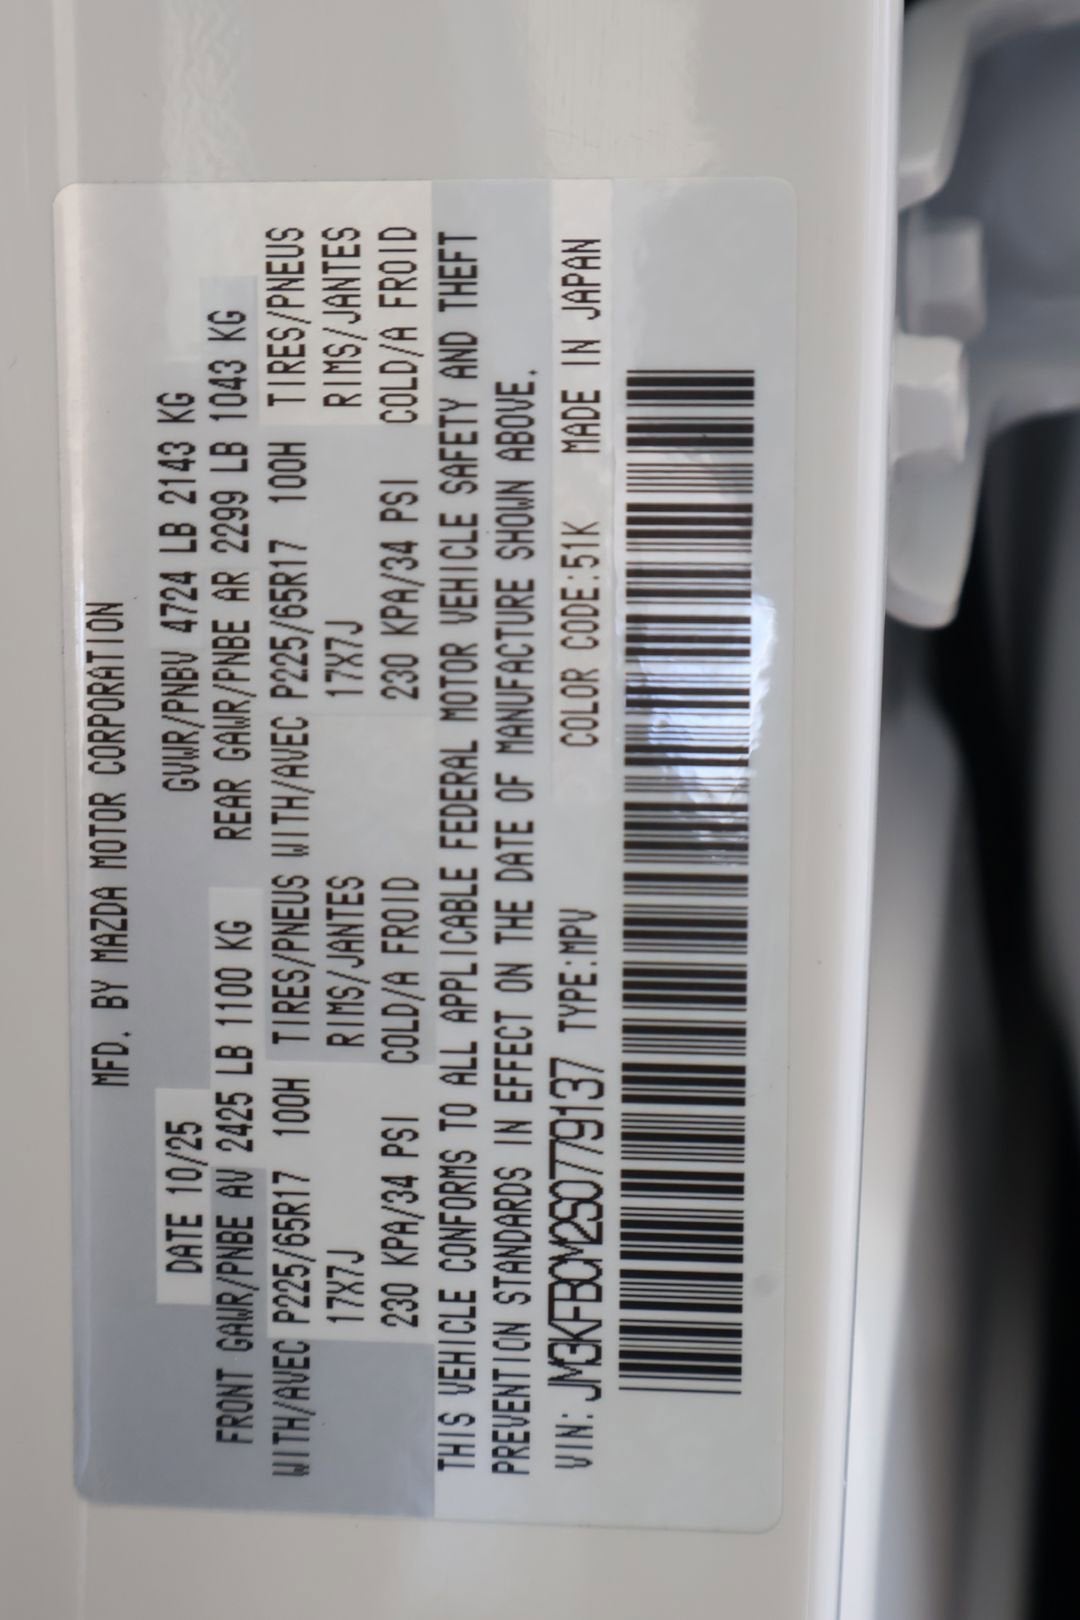 MFD. BY MAZDA MOTOR CORPORATION
DATE 10/25 GVWR/PNBV 4724 LB 2143 KG
FRONT GAWR/PNBE AV 2425 LB 1100 KG REAR GAWR/PNBE AR 2299 LB 1043 KG
WITH/AVEC P225/65R17 100H TIRES/PNEUS WITH/AVEC P225/65R17 100H TIRES/PNEUS
17X7J RIMS/JANTES 17X7J RIMS/JANTES
230 KPA/34 PSI COLD/A FROID 230 KPA/34 PSI COLD/A FROID
THIS VEHICLE CONFORMS TO ALL APPLICABLE FEDERAL MOTOR VEHICLE SAFETY AND THEFT
PREVENTION STANDARDS IN EFFECT ON THE DATE OF MANUFACTURE SHOWN ABOVE.
VIN: JM3KFBCM2S0779137 TYPE:MPV COLOR CODE:51K MADE IN JAPAN